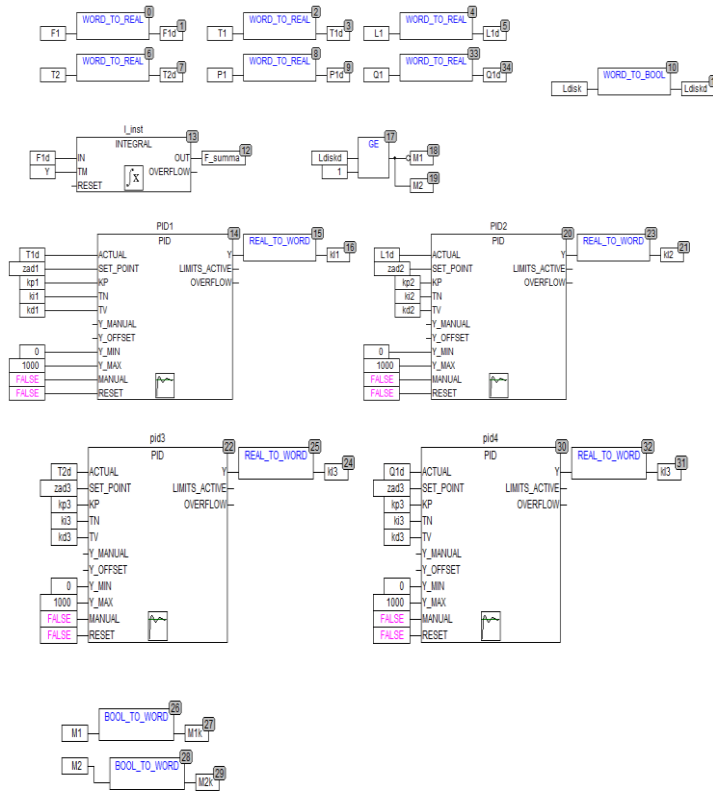 WORD_TO_REAL 0 F1 F1d 1
WORD_TO_REAL 2 T1 T1d 3
WORD_TO_REAL 4 L1 L1d 5
WORD_TO_REAL 6 T2 T2d 7
WORD_TO_REAL 8 P1 P1d 9
WORD_TO_REAL 33 Q1 Q1d 34
WORD_TO_BOOL 10 Ldisk Ldiskd
I_inst 13
INTEGRAL
F1d IN OUT F_summa 12
Y TM OVERFLOW
RESET
∫x
GE 17
Ldiskd M1 18
1 M2 19
PID1
PID 14
REAL_TO_WORD 15
T1d ACTUAL Y kl1 16
zad1 SET_POINT LIMITS_ACTIVE
kp1 KP OVERFLOW
ki1 TN
kd1 TV
Y_MANUAL
Y_OFFSET
0 Y_MIN
1000 Y_MAX
FALSE MANUAL
FALSE RESET
PID2
PID 20
REAL_TO_WORD 23
L1d ACTUAL Y kl2 21
zad2 SET_POINT LIMITS_ACTIVE
kp2 KP OVERFLOW
ki2 TN
kd2 TV
Y_MANUAL
Y_OFFSET
0 Y_MIN
1000 Y_MAX
FALSE MANUAL
FALSE RESET
pid3
PID 22
REAL_TO_WORD 25
T2d ACTUAL Y kl3 24
zad3 SET_POINT LIMITS_ACTIVE
kp3 KP OVERFLOW
ki3 TN
kd3 TV
Y_MANUAL
Y_OFFSET
0 Y_MIN
1000 Y_MAX
FALSE MANUAL
FALSE RESET
pid4
PID 30
REAL_TO_WORD 32
Q1d ACTUAL Y kl3 31
zad3 SET_POINT LIMITS_ACTIVE
kp3 KP OVERFLOW
ki3 TN
kd3 TV
Y_MANUAL
Y_OFFSET
0 Y_MIN
1000 Y_MAX
FALSE MANUAL
FALSE RESET
BOOL_TO_WORD 26
M1 M1k 27
BOOL_TO_WORD 28
M2 M2k 29